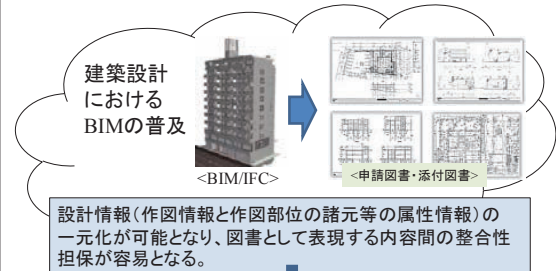 建築設計
における
BIMの普及
<BIM/IFC>
<申請図書・添付図書>
設計情報(作図情報と作図部位の諸元等の属性情報)の
一元化が可能となり、図書として表現する内容間の整合性
担保が容易となる。